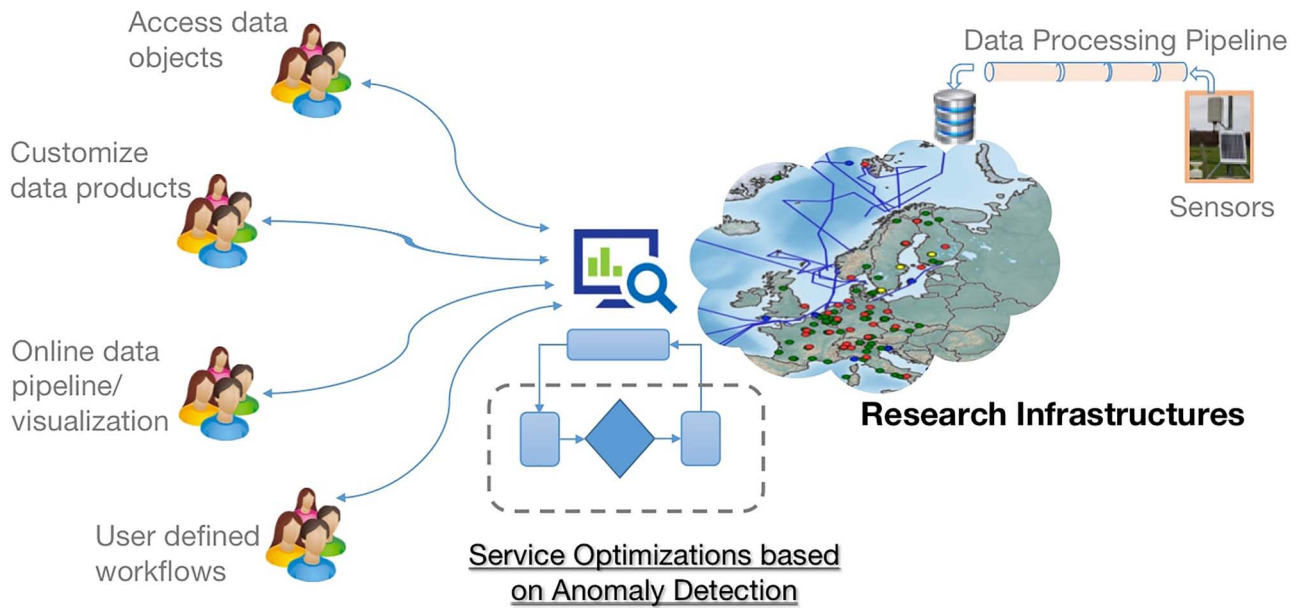 Access data
objects
Data Processing Pipeline
Customize
data products
Sensors
Online data
pipeline/
visualization
Research Infrastructures
User defined
workflows
Service Optimizations based
on Anomaly Detection